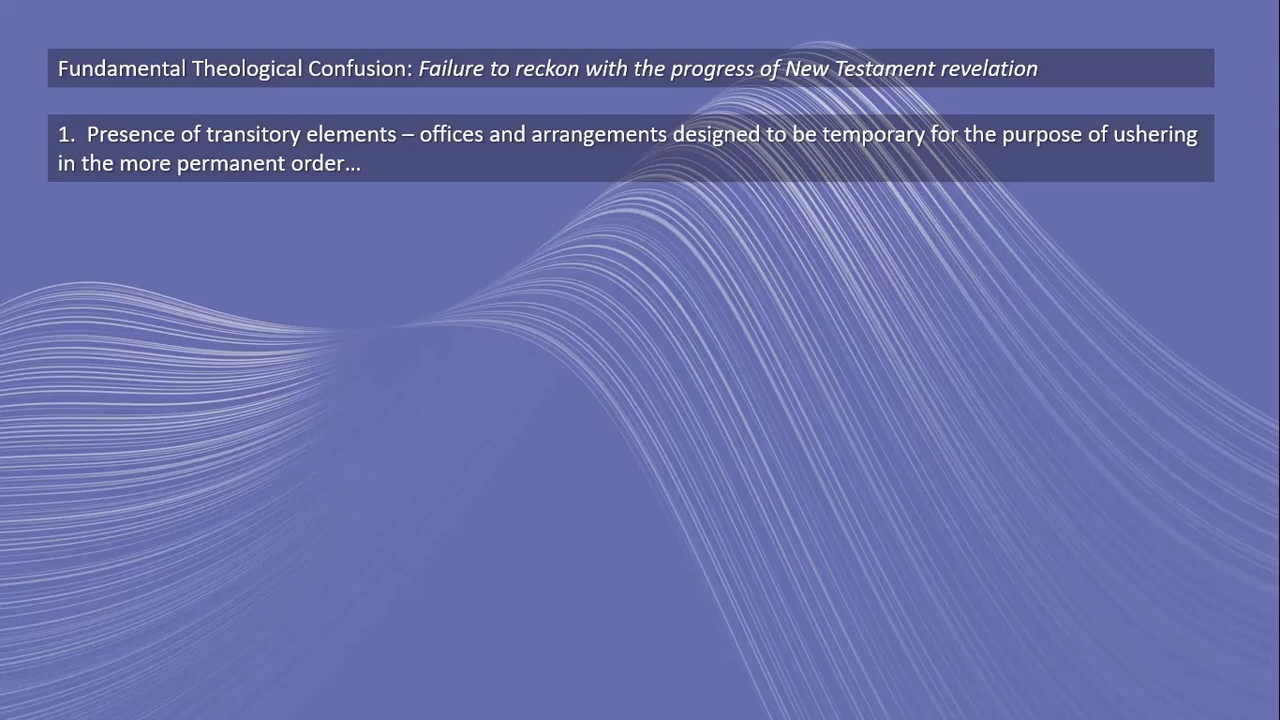 Fundamental Theological Confusion: Failure to reckon with the progress of New Testament revelation
1.  Presence of transitory elements – offices and arrangements designed to be temporary for the purpose of ushering
in the more permanent order…